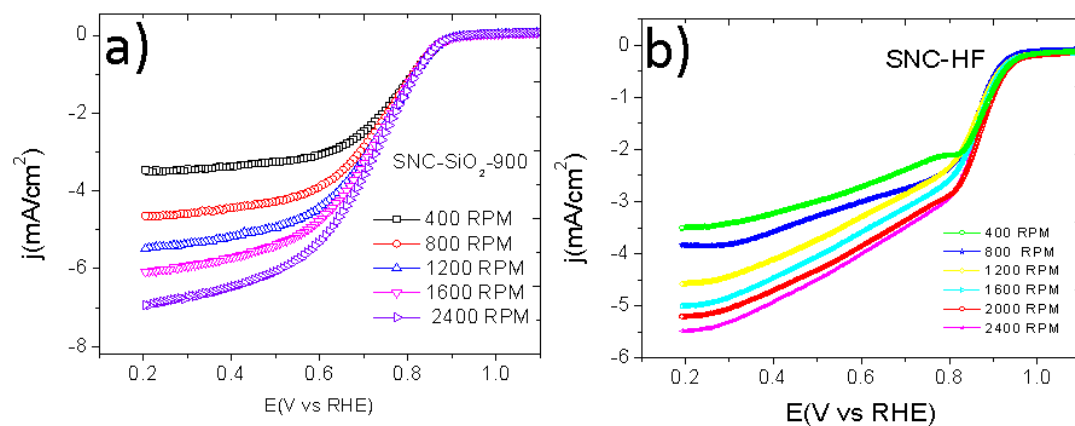 a)
SNC-SiO₂-900
400 RPM
800 RPM
1200 RPM
1600 RPM
2400 RPM
0
-2
-4
-6
-8
j(mA/cm²)
0.2 0.4 0.6 0.8 1.0
E(V vs RHE)
b)
SNC-HF
400 RPM
800 RPM
1200 RPM
1600 RPM
2000 RPM
2400 RPM
0
-1
-2
-3
-4
-5
-6
j(mA/cm²)
0.2 0.4 0.6 0.8 1.0
E(V vs RHE)